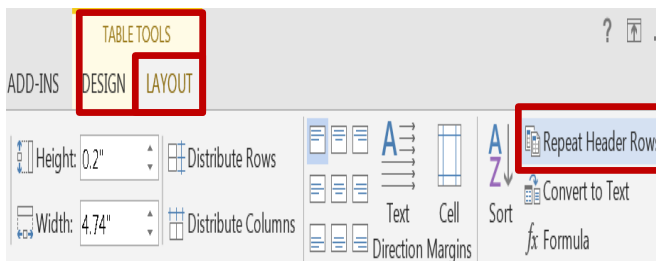 TABLE TOOLS
?
ADD-INS DESIGN LAYOUT
Height: 0.2" Distribute Rows
Width: 4.74" Distribute Columns
Text Direction
Cell Margins
A Z Sort
Repeat Header Rows
Convert to Text
fx Formula